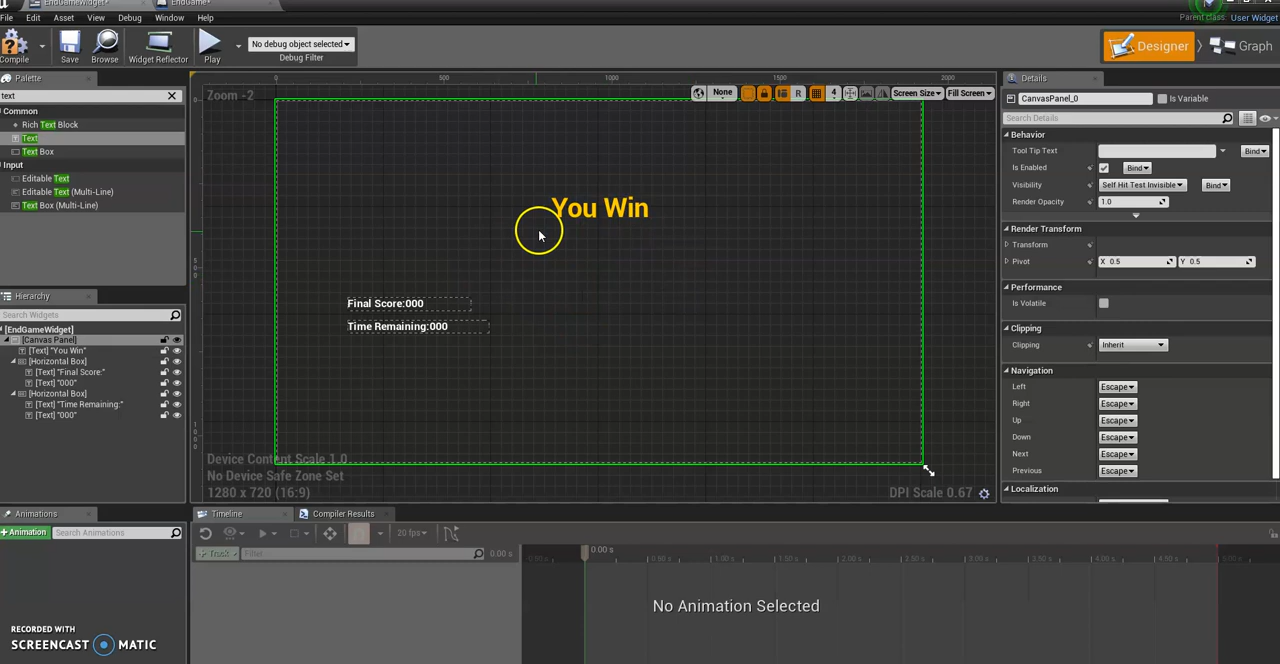 EndGameWidget*
EndGame*
File Edit View Debug Window Help
Parent class: User Widget
Compile Save Browse Widget Reflector Play
No debug object selected
Debug Filter
Designer Graph
Palette
text
Common
Rich Text Block
Text
Text Box
Input
Editable Text
Editable Text (Multi-Line)
Text Box (Multi-Line)
Hierarchy
Search Widgets
[EndGameWidget]
[Canvas Panel]
[Text] "You Win"
[Horizontal Box]
[Text] "Final Score:"
[Text] "000"
[Horizontal Box]
[Text] "Time Remaining:"
[Text] "000"
0 500 1000 1500 2000
Zoom -2
None R 4 Screen Size Fill Screen
You Win
Final Score:000
Time Remaining:000
Device Content Scale 1.0
No Device Safe Zone Set
1280 x 720 (16:9)
DPI Scale 0.67
Details
CanvasPanel_0 Is Variable
Search Details
Behavior
Tool Tip Text Bind
Is Enabled Bind
Visibility Self Hit Test Invisible Bind
Render Opacity 1.0
Render Transform
Transform
Pivot X 0.5 Y 0.5
Performance
Is Volatile
Clipping
Clipping Inherit
Navigation
Left Escape
Right Escape
Up Escape
Down Escape
Next Escape
Previous Escape
Localization
Animations
+ Animation Search Animations
Timeline Compiler Results
20 fps
+ Track Filter 0.00 s
0.00 s
0.50 s 1.00 s 1.50 s 2.00 s 2.50 s 3.00 s 3.50 s 4.00 s 4.50 s 5.00 s
No Animation Selected
RECORDED WITH
SCREENCAST MATIC